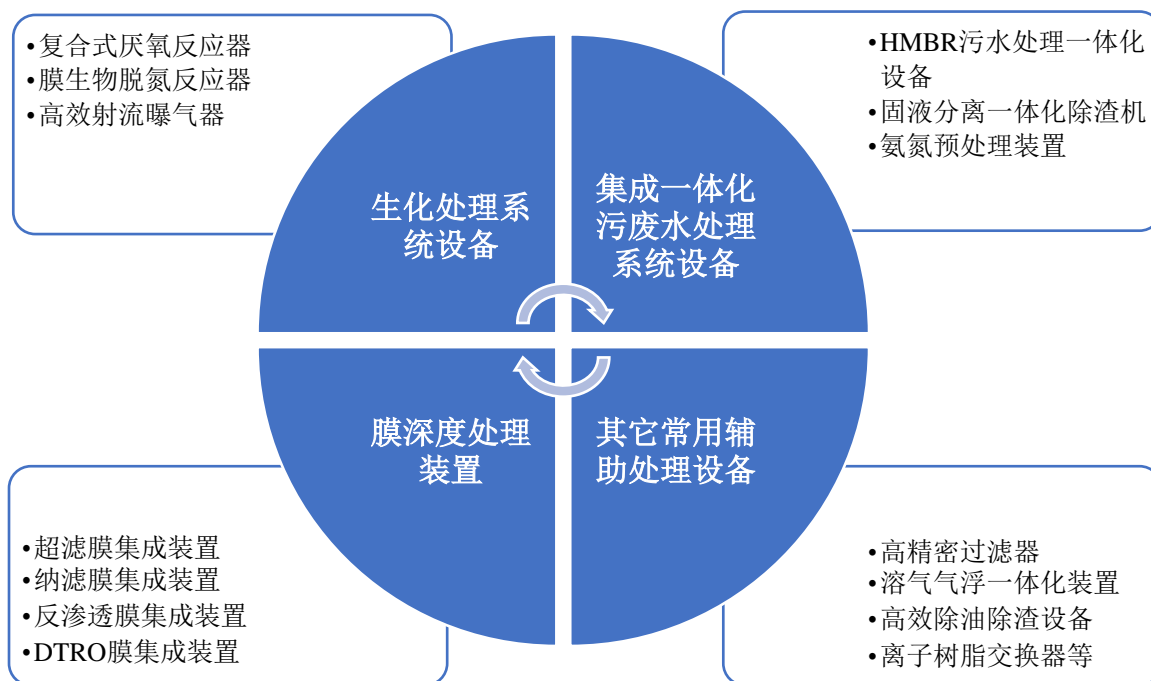 •复合式厌氧反应器
•膜生物脱氮反应器
•高效射流曝气器
•HMBR污水处理一体化
设备
•固液分离一体化除渣机
•氨氮预处理装置
生化处理系
统设备
集成一体化
污废水处理
系统设备
膜深度处理
装置
其它常用辅
助处理设备
•超滤膜集成装置
•纳滤膜集成装置
•反渗透膜集成装置
•DTRO膜集成装置
•高精密过滤器
•溶气气浮一体化装置
•高效除油除渣设备
•离子树脂交换器等